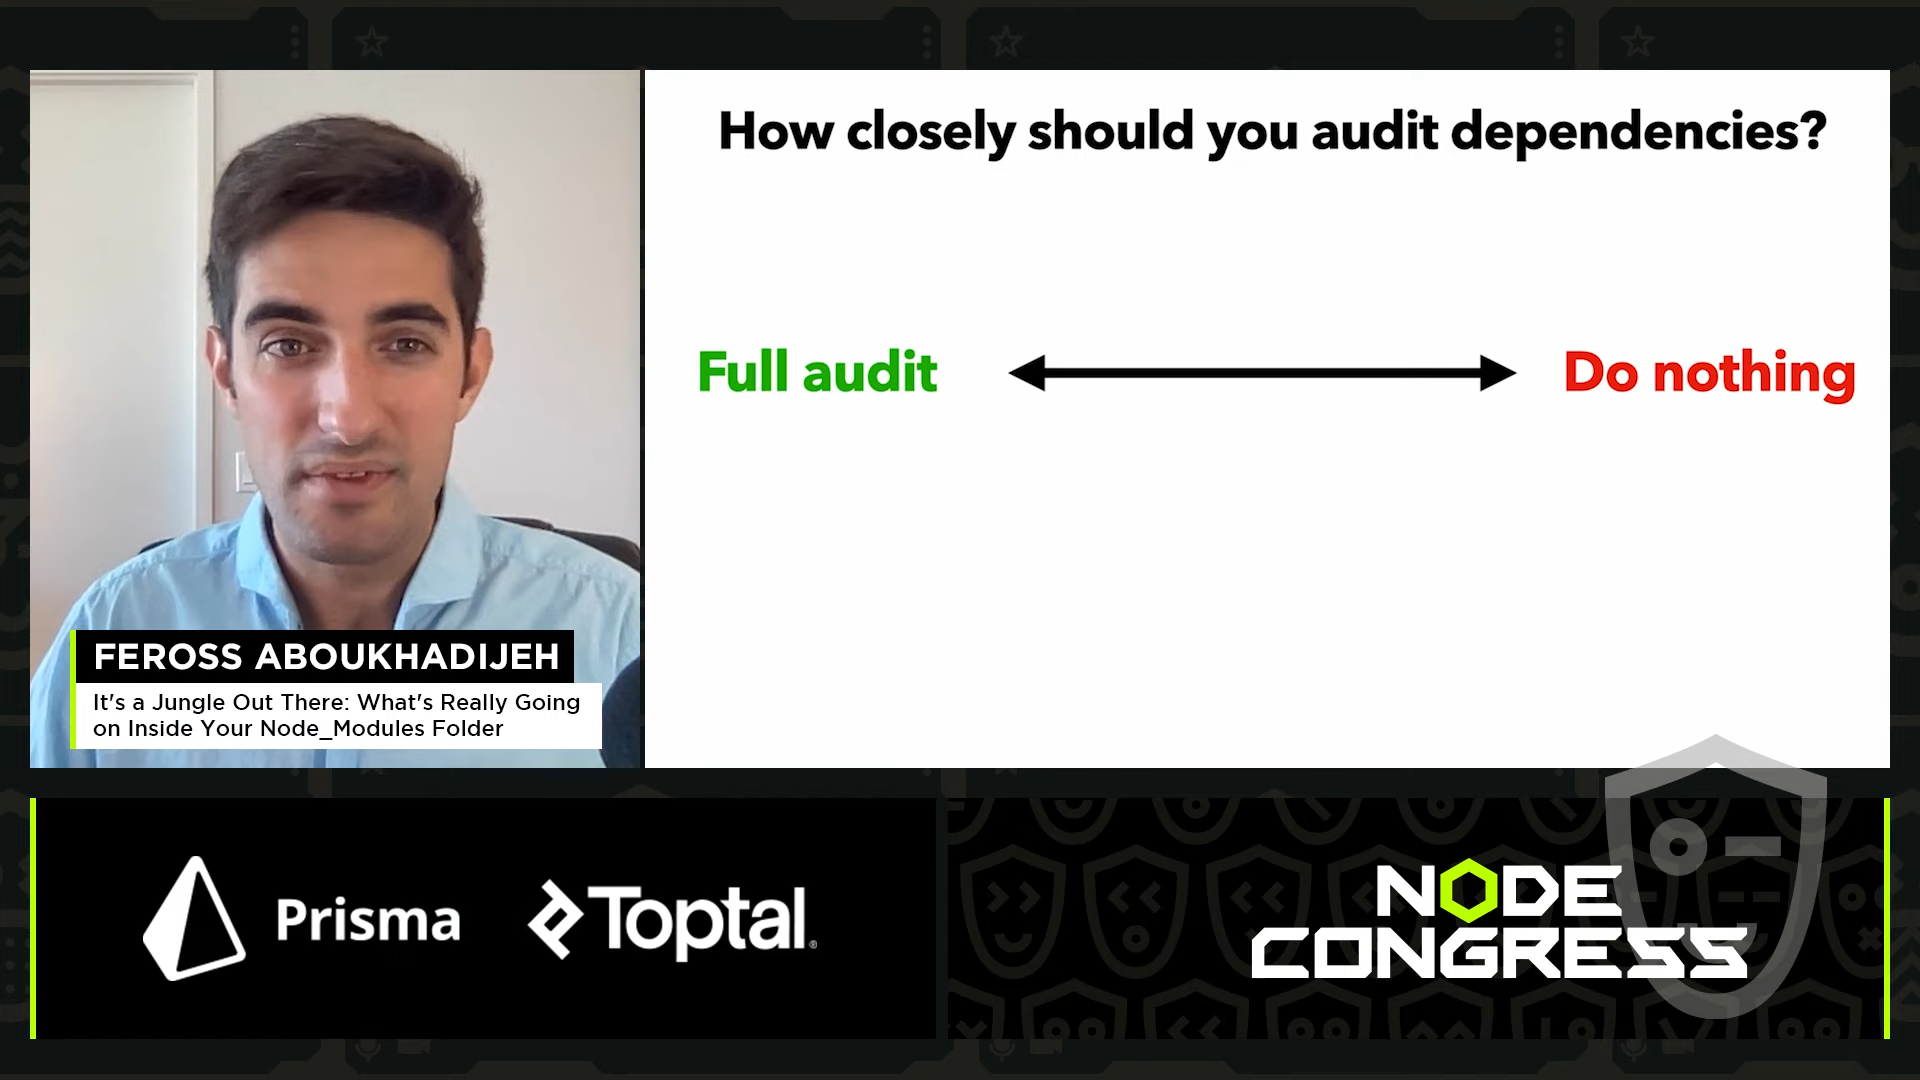 How closely should you audit dependencies?
Full audit
Do nothing
FEROSS ABOUKHADIJEH
It's a Jungle Out There: What's Really Going
on Inside Your Node_Modules Folder
Prisma
Toptal®
NODE
CONGRESS